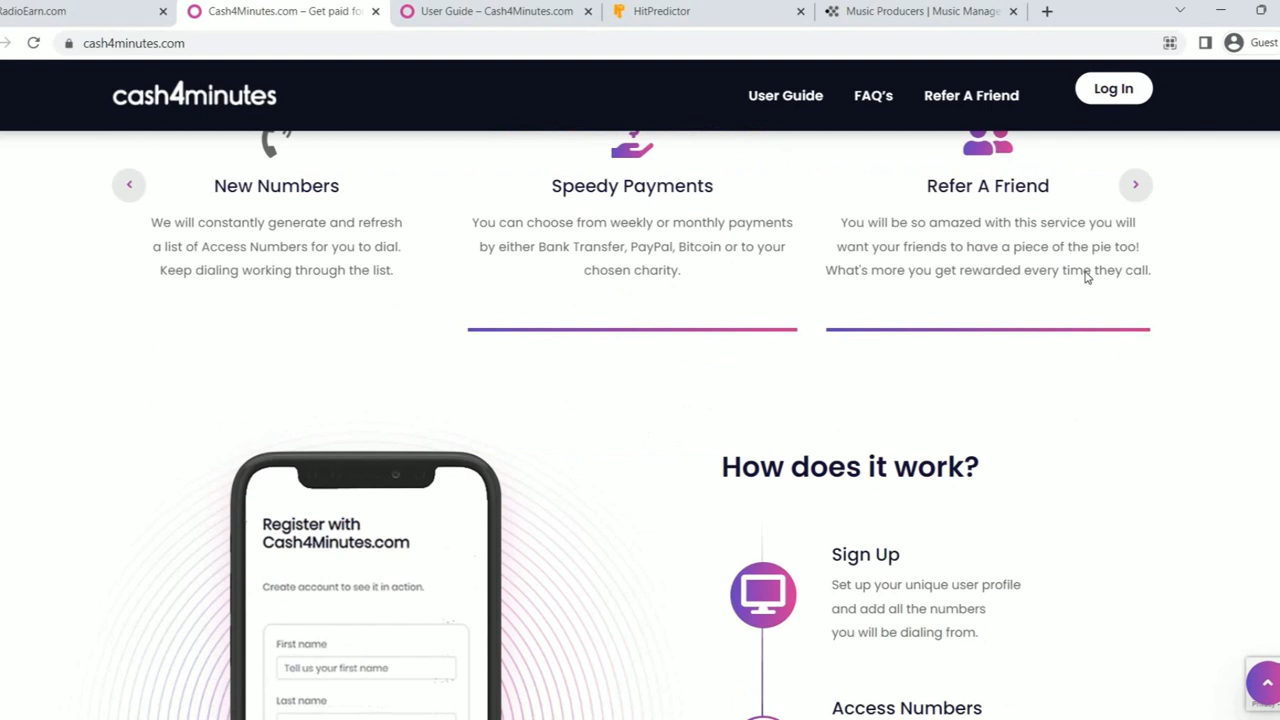 RadioEarn.com
Cash4Minutes.com – Get paid fo
User Guide – Cash4Minutes.com
HitPredictor
Music Producers | Music Manage
cash4minutes.com
Guest
cash4minutes
User Guide
FAQ's
Refer A Friend
Log In
New Numbers
We will constantly generate and refresh
a list of Access Numbers for you to dial.
Keep dialing working through the list.
Speedy Payments
You can choose from weekly or monthly payments
by either Bank Transfer, PayPal, Bitcoin or to your
chosen charity.
Refer A Friend
You will be so amazed with this service you will
want your friends to have a piece of the pie too!
What's more you get rewarded every time they call.
Register with
Cash4Minutes.com
Create account to see it in action.
First name
Tell us your first name
Last name
How does it work?
Sign Up
Set up your unique user profile
and add all the numbers
you will be dialing from.
Access Numbers